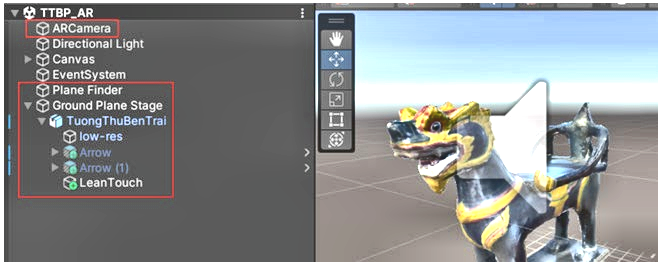 TTBP_AR
ARCamera
Directional Light
Canvas
EventSystem
Plane Finder
Ground Plane Stage
TuongThuBenTrai
low-res
Arrow
Arrow (1)
LeanTouch